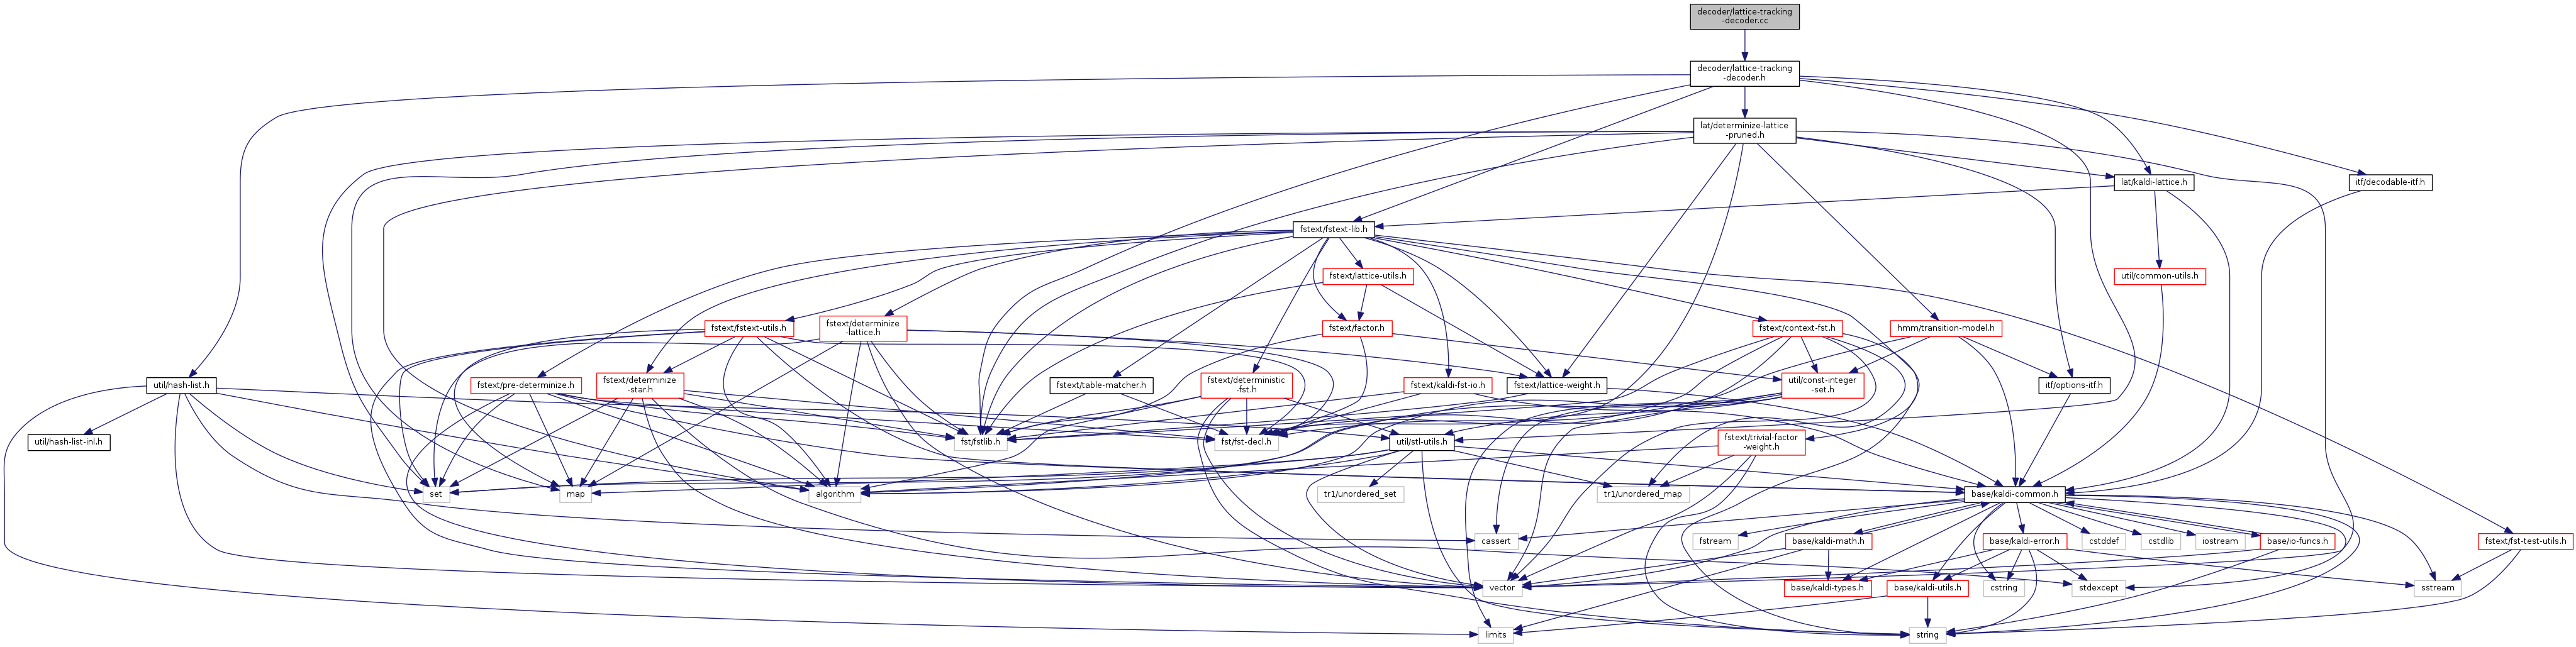 decoder/lattice-tracking
-decoder.cc
decoder/lattice-tracking
-decoder.h
lat/determinize-lattice
-pruned.h
lat/kaldi-lattice.h
itf/decodable-itf.h
fstext/fstext-lib.h
fstext/lattice-utils.h
util/common-utils.h
fstext/fstext-utils.h
fstext/determinize
-lattice.h
fstext/factor.h
fstext/context-fst.h
hmm/transition-model.h
util/hash-list.h
fstext/pre-determinize.h
fstext/determinize
-star.h
fstext/table-matcher.h
fstext/deterministic
-fst.h
fstext/kaldi-fst-io.h
fstext/lattice-weight.h
util/const-integer
-set.h
itf/options-itf.h
util/hash-list-inl.h
fst/fstlib.h
fst/fst-decl.h
util/stl-utils.h
fstext/trivial-factor
-weight.h
set
map
algorithm
tr1/unordered_set
tr1/unordered_map
base/kaldi-common.h
cassert
fstream
base/kaldi-math.h
base/kaldi-error.h
cstddef
cstdlib
iostream
base/io-funcs.h
fstext/fst-test-utils.h
vector
base/kaldi-types.h
base/kaldi-utils.h
cstring
stdexcept
sstream
limits
string